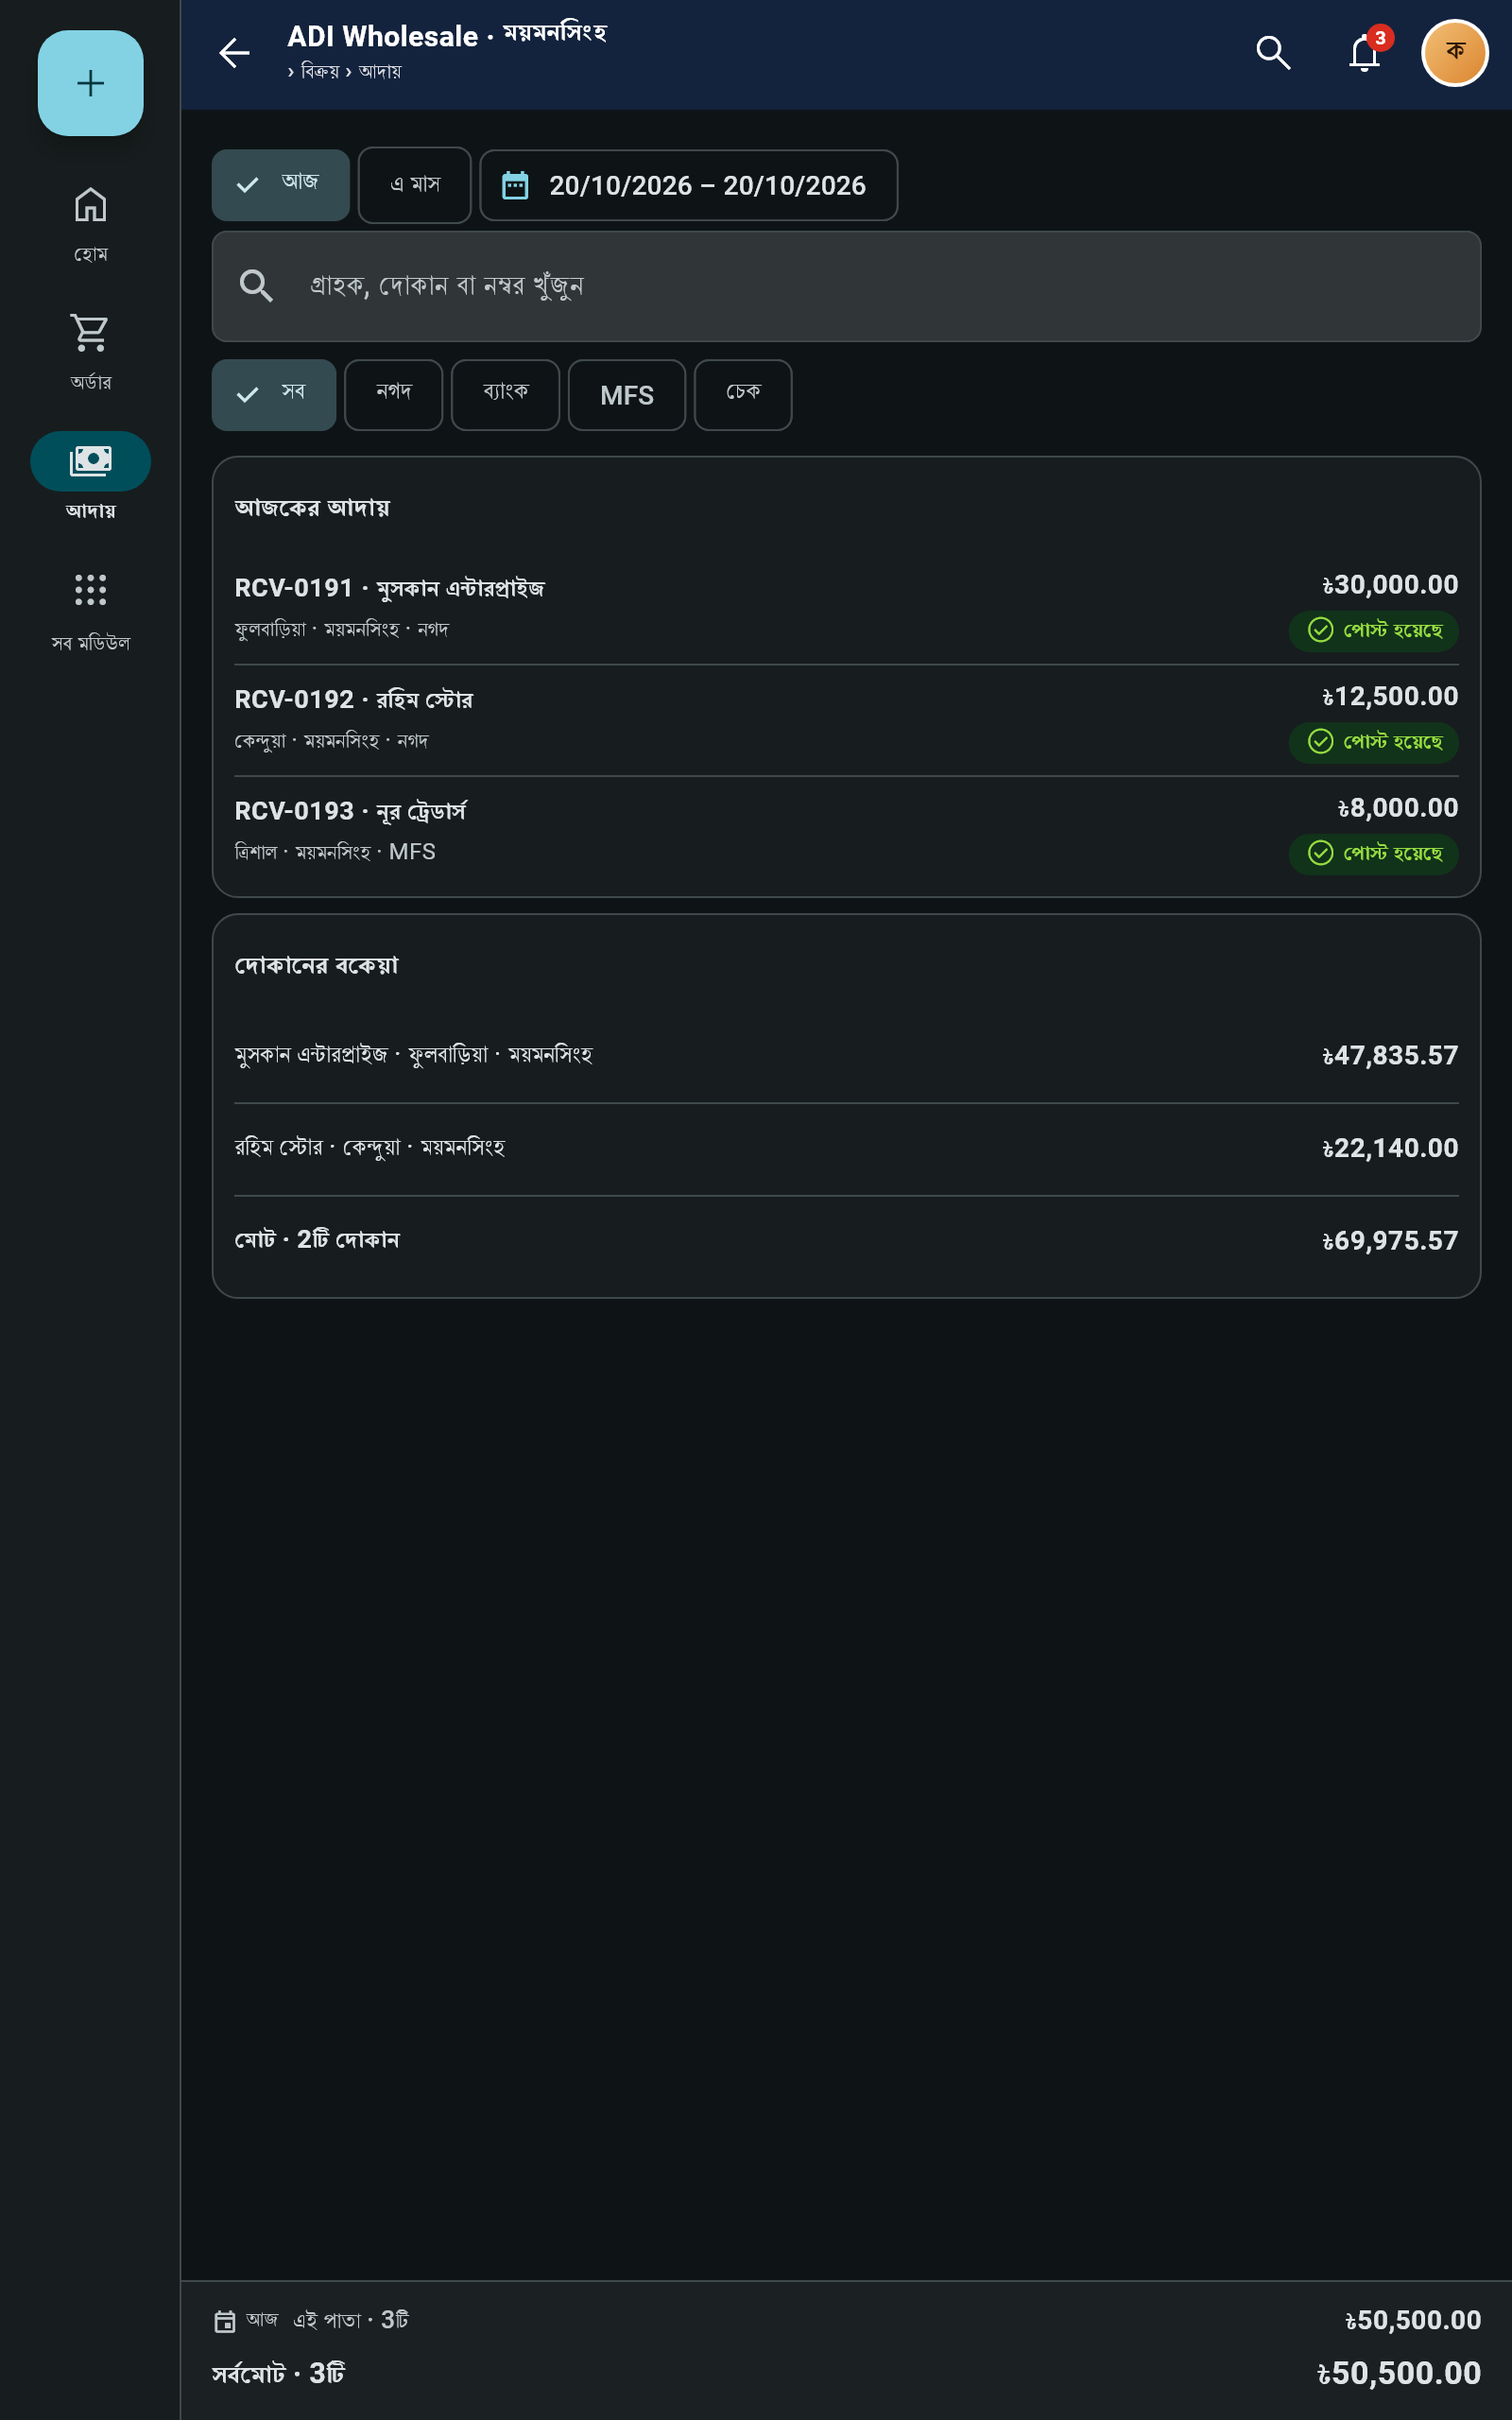 ADI Wholesale · ময়মনসিংহ
› বিক্রয় › আদায়
3
ক
হোম
অর্ডার
আদায়
সব মডিউল
আজ
এ মাস
20/10/2026 – 20/10/2026
গ্রাহক, দোকান বা নম্বর খুঁজুন
সব
নগদ
ব্যাংক
MFS
চেক
আজকের আদায়
RCV-0191 · মুসকান এন্টারপ্রাইজ
৳30,000.00
ফুলবাড়িয়া · ময়মনসিংহ · নগদ
পোস্ট হয়েছে
RCV-0192 · রহিম স্টোর
৳12,500.00
কেন্দুয়া · ময়মনসিংহ · নগদ
পোস্ট হয়েছে
RCV-0193 · নূর ট্রেডার্স
৳8,000.00
ত্রিশাল · ময়মনসিংহ · MFS
পোস্ট হয়েছে
দোকানের বকেয়া
মুসকান এন্টারপ্রাইজ · ফুলবাড়িয়া · ময়মনসিংহ
৳47,835.57
রহিম স্টোর · কেন্দুয়া · ময়মনসিংহ
৳22,140.00
মোট · 2টি দোকান
৳69,975.57
আজ এই পাতা · 3টি
৳50,500.00
সর্বমোট · 3টি
৳50,500.00